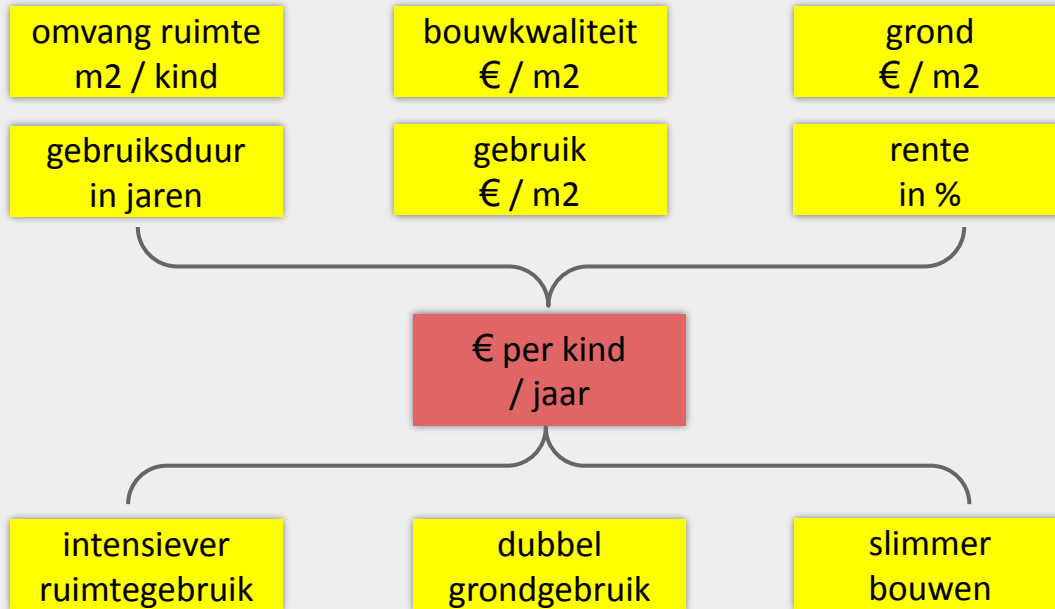 omvang ruimte
m2 / kind
bouwkwaliteit
€ / m2
grond
€ / m2
gebruiksduur
in jaren
gebruik
€ / m2
rente
in %
€ per kind
/ jaar
intensiever
ruimtegebruik
dubbel
grondgebruik
slimmer
bouwen